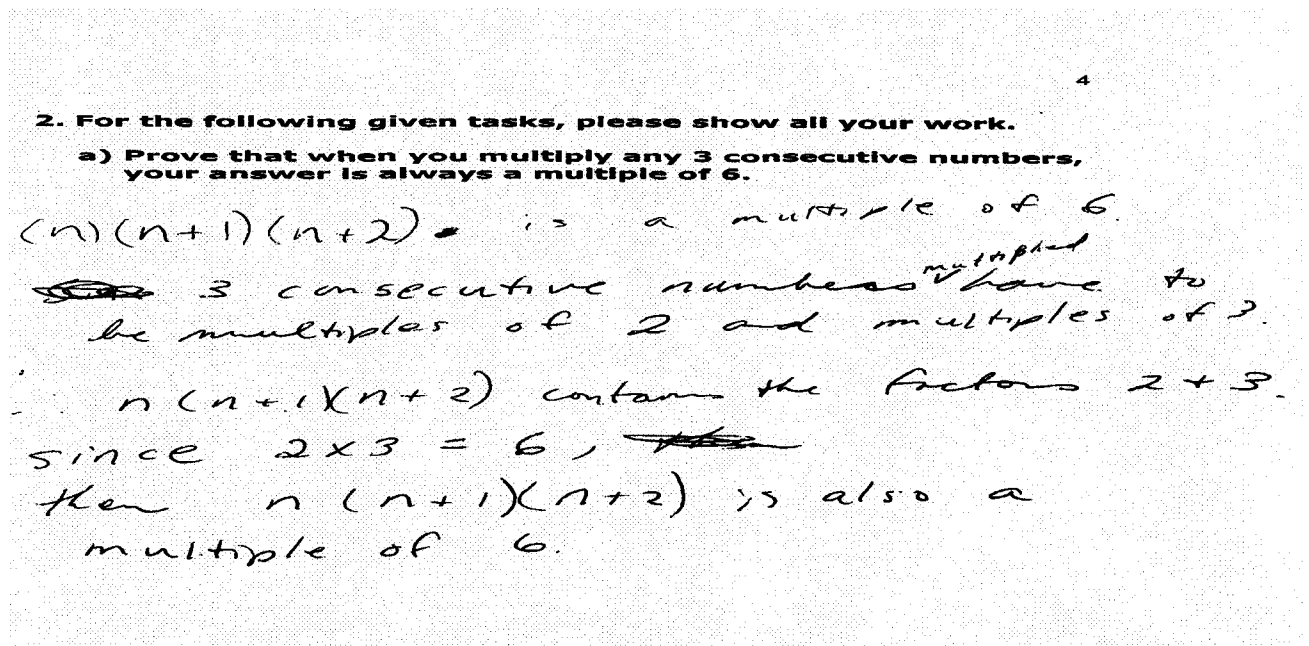 4
2. For the following given tasks, please show all your work.
a) Prove that when you multiply any 3 consecutive numbers,
your answer is always a multiple of 6.
(n)(n+1)(n+2) is a multiple of 6.
multiplied
3 consecutive numbers have to
be multiples of 2 and multiples of 3.
∴ n(n+1)(n+2) contains the factors 2 + 3.
since 2 x 3 = 6,
then n(n+1)(n+2) is also a
multiple of 6.